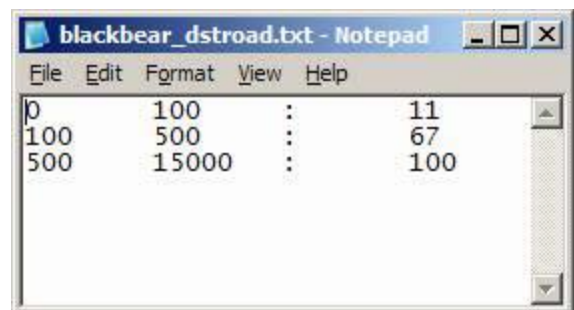 blackbear_dstroad.txt - Notepad
File Edit Format View Help
0 100 : 11
100 500 : 67
500 15000 : 100